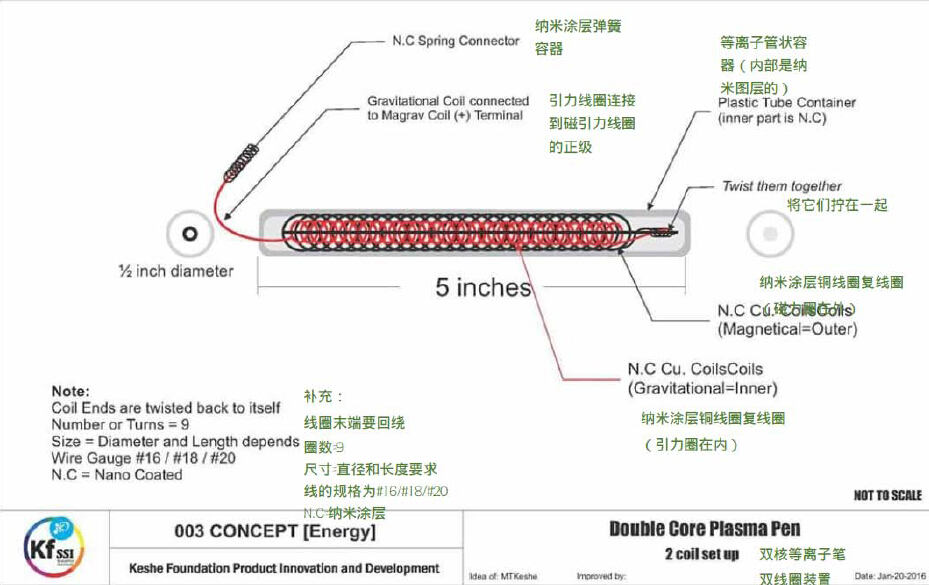 N.C Spring Connector
纳米涂层弹簧
容器
Gravitational Coil connected
to Magrav Coil (+) Terminal
引力线圈连接
到磁引力线圈
的正级
等离子管状容
器（内部是纳
米图层的）
Plastic Tube Container
(inner part is N.C)
Twist them together
将它们拧在一起
½ inch diameter
5 inches
纳米涂层铜线圈复线圈
（磁力圈在外）
N.C Cu. CoilsCoils
(Magnetical=Outer)
N.C Cu. CoilsCoils
(Gravitational=Inner)
纳米涂层铜线圈复线圈
（引力圈在内）
Note:
Coil Ends are twisted back to itself
Number or Turns = 9
Size = Diameter and Length depends
Wire Gauge #16 / #18 / #20
N.C = Nano Coated
补充：
线圈末端要回绕
圈数=9
尺寸=直径和长度要求
线的规格为#16/#18/#20
N.C=纳米涂层
NOT TO SCALE
Kf SSI
003 CONCEPT [Energy]
Keshe Foundation Product Innovation and Development
Double Core Plasma Pen
2 coil set up
双核等离子笔
双线圈装置
Idea of: MTKeshe
Improved by:
Date: Jan-20-2016